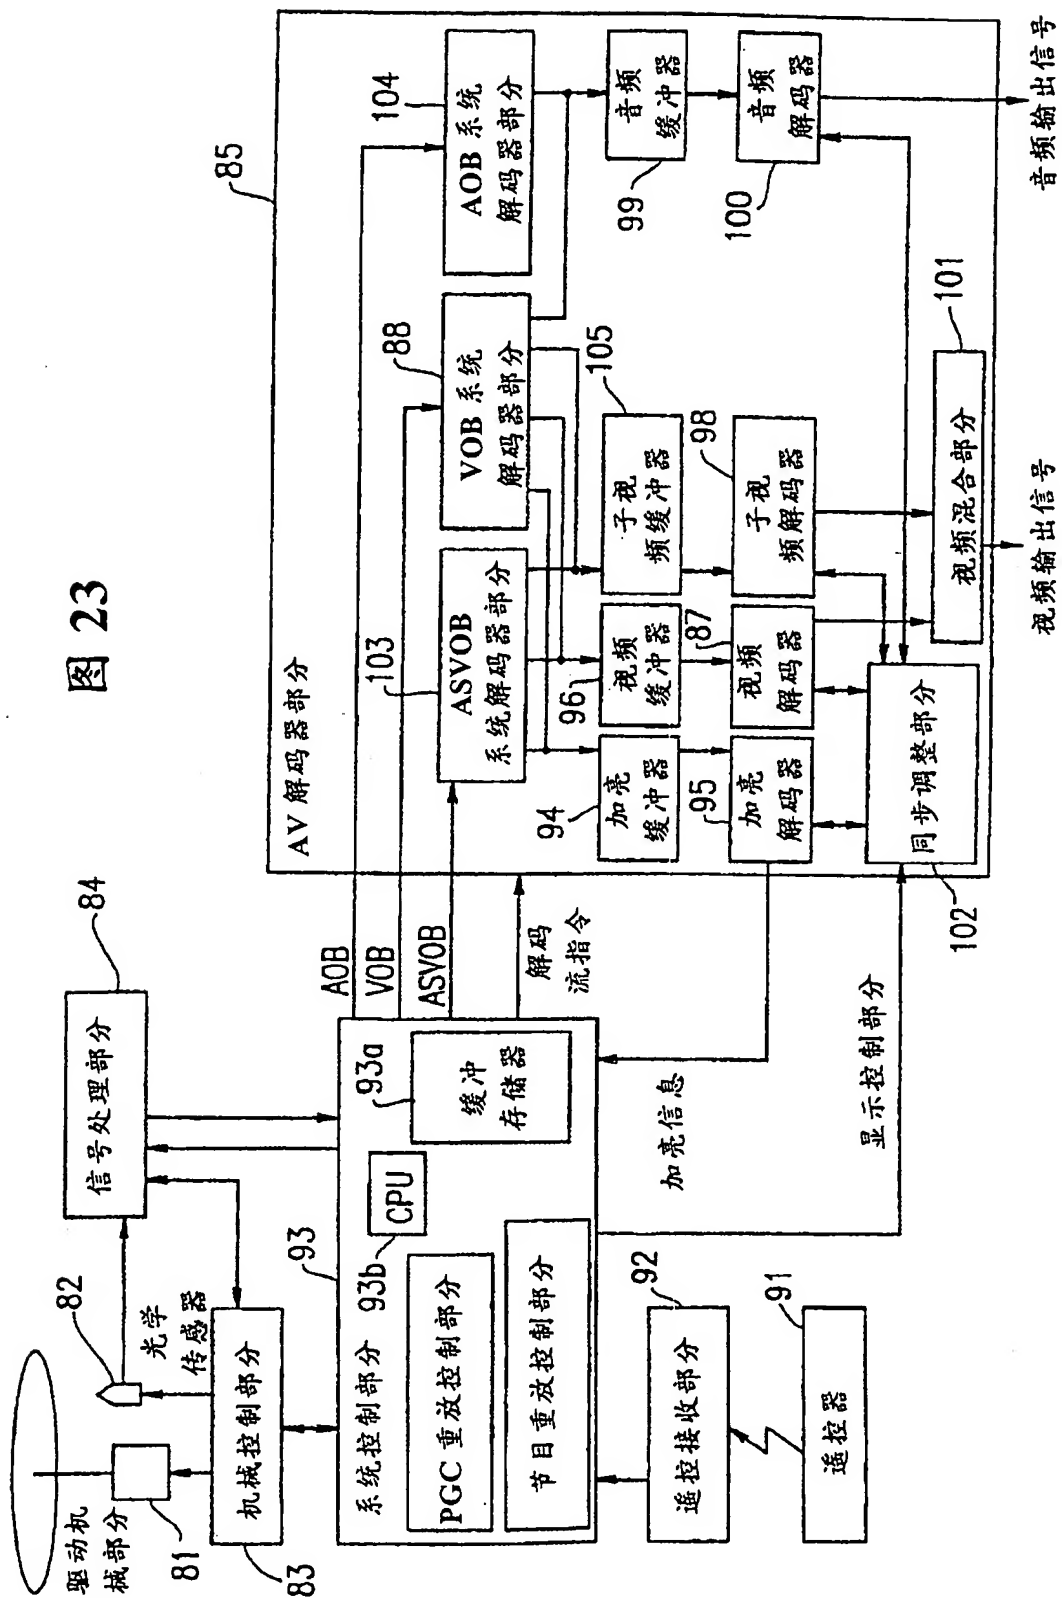 图 23
驱动机
械部分
81
82
光学
传感器
机械控制部分
83
84
信号处理部分
系统控制部分
93
PGC 重放控制部分
节目重放控制部分
CPU
93b
93a
缓冲
存储器
遥控接收部分
92
遥控器
91
AOB
VOB
ASVOB
解码
流指令
加亮信息
显示控制部分
AV 解码器部分
85
103
ASVOB
系统解码器部分
88
VOB 系统
解码器部分
104
AOB 系统
解码器部分
94
加亮
缓冲器
96
视频
缓冲器
105
子视
频缓冲器
99
音频
缓冲器
95
加亮
解码器
87
视频
解码器
98
子视
频解码器
100
音频
解码器
102
同步调整部分
101
视频混合部分
视频输出信号
音频输出信号